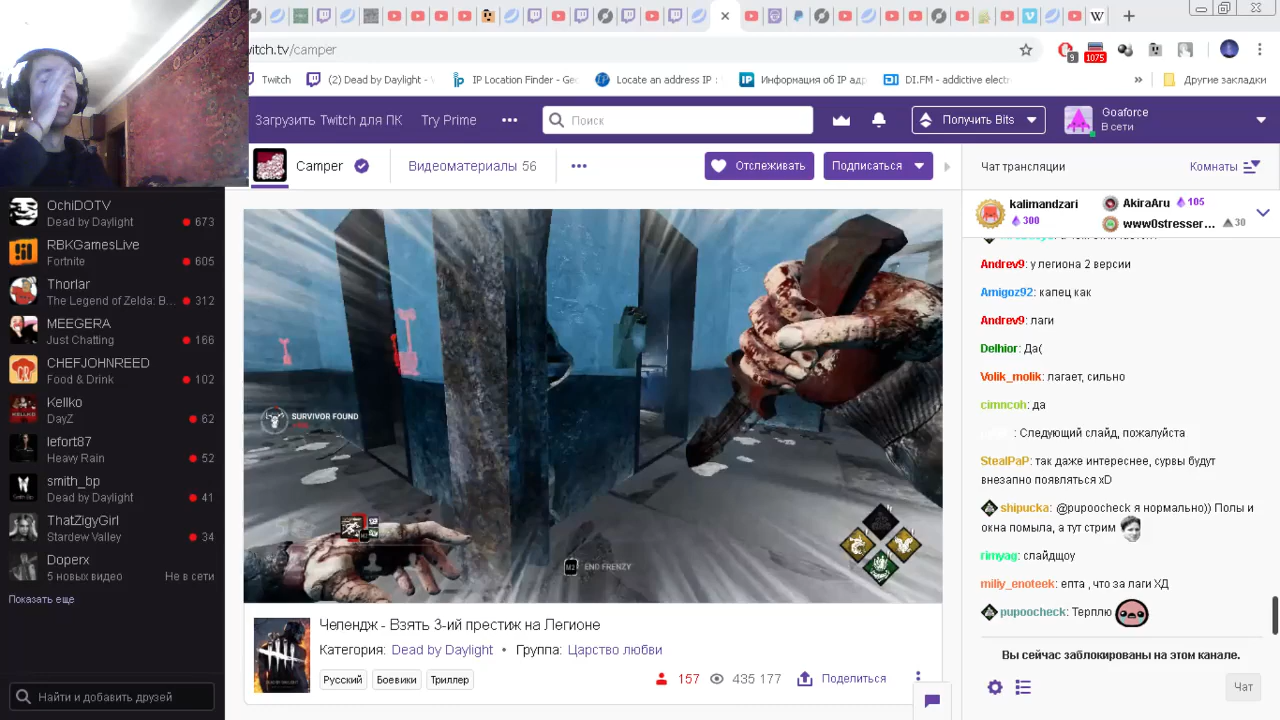 itch.tv/camper
9
1075
Twitch
(2) Dead by Daylight -
IP Location Finder - Geo
Locate an address IP :
Информация об IP адр
DI.FM - addictive electr
»
Другие закладки
Загрузить Twitch для ПК
Try Prime
Поиск
Получить Bits
Goaforce
В сети
Camper
Видеоматериалы 56
Отслеживать
Подписаться
Чат трансляции
Комнаты
OchiDOTV
Dead by Daylight
673
RBKGamesLive
Fortnite
605
Thorlar
The Legend of Zelda: B...
312
MEEGERA
Just Chatting
166
CHEFJOHNREED
Food & Drink
102
Kellko
DayZ
62
lefort87
Heavy Rain
52
smith_bp
Dead by Daylight
41
ThatZigyGirl
Stardew Valley
34
Doperx
5 новых видео
Не в сети
Показать еще
Найти и добавить друзей
SURVIVOR FOUND
M2
END FRENZY
Челендж - Взять 3-ий престиж на Легионе
Категория: Dead by Daylight • Группа: Царство любви
Русский
Боевики
Триллер
157
435 177
Поделиться
kalimandzari
300
AkiraAru
105
www0stresser...
30
Andrev9: у легиона 2 версии
Amigoz92: капец как
Andrev9: лаги
Delhior: Да(
Volik_molik: лагает, сильно
cimncoh: да
: Следующий слайд, пожалуйста
StealPaP: так даже интереснее, сурвы будут
внезапно появляться xD
shipucka: @pupoocheck я нормально)) Полы и
окна помыла, а тут стрим
rimyag: слайдщоу
miliy_enoteek: епта , что за лаги ХД
pupoocheck: Терплю
Вы сейчас заблокированы на этом канале.
Чат